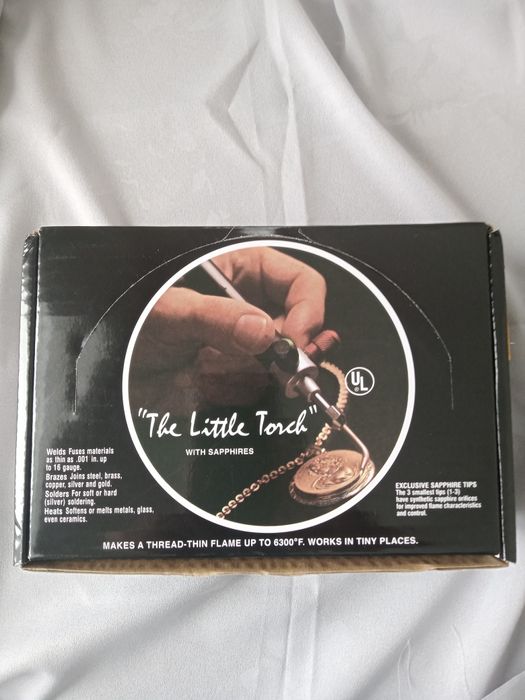 "The Little Torch"
WITH SAPPHIRES
UL
®
Welds Fuses materials
as thin as .001 in. up
to 16 gauge.
Brazes Joins steel, brass,
copper, silver and gold.
Solders For soft or hard
(silver) soldering.
Heats Softens or melts metals, glass,
even ceramics.
EXCLUSIVE SAPPHIRE TIPS
The 3 smallest tips (1-3)
have synthetic sapphire orifices
for improved flame characteristics
and control.
MAKES A THREAD-THIN FLAME UP TO 6300°F. WORKS IN TINY PLACES.